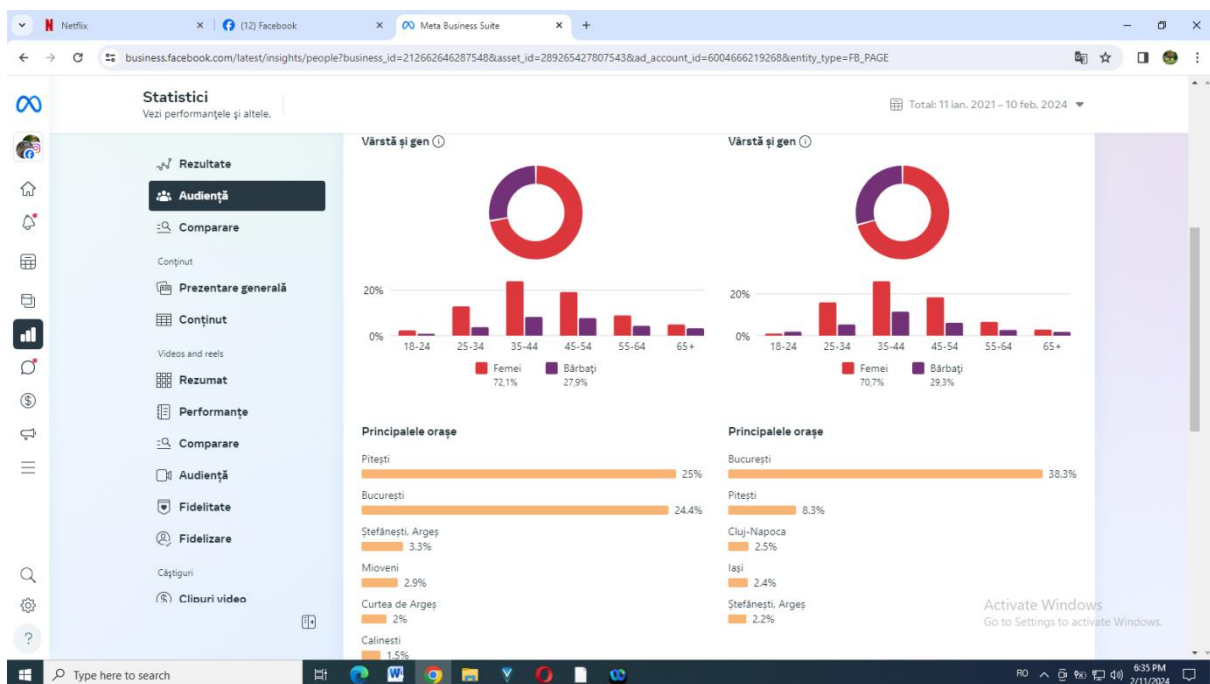 Netflix
(12) Facebook
Meta Business Suite
business.facebook.com/latest/insights/people?business_id=212662646287548&asset_id=289265427807543&ad_account_id=6004666219268&entity_type=FB_PAGE
Statistici
Vezi performanțele și altele.
Total: 11 ian. 2021 – 10 feb. 2024
Rezultate
Audiență
Comparare
Conținut
Prezentare generală
Conținut
Videos and reels
Rezumat
Performanțe
Comparare
Audiență
Fidelitate
Fidelizare
Câștiguri
Clipuri video
Vârstă și gen
20%
0%
18-24 25-34 35-44 45-54 55-64 65+
Femei Bărbați
72,1% 27,9%
Principalele orașe
Pitești
25%
București
24.4%
Ștefănești, Argeș
3.3%
Mioveni
2.9%
Curtea de Argeș
2%
Calinesti
1.5%
Vârstă și gen
20%
0%
18-24 25-34 35-44 45-54 55-64 65+
Femei Bărbați
70,7% 29,3%
Principalele orașe
București
38.3%
Pitești
8.3%
Cluj-Napoca
2.5%
Iași
2.4%
Ștefănești, Argeș
2.2%
Activate Windows
Go to Settings to activate Windows.
Type here to search
RO
6:35 PM
2/11/2024